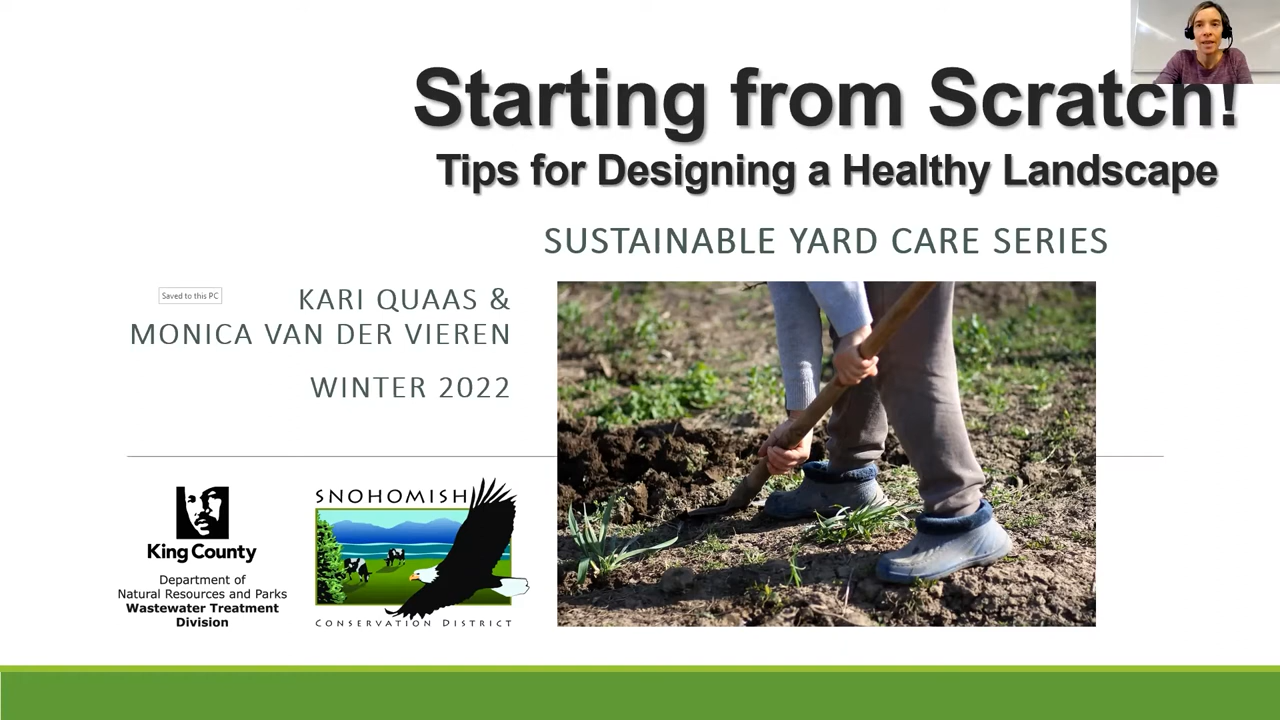 Starting from Scratch!
Tips for Designing a Healthy Landscape
SUSTAINABLE YARD CARE SERIES
Saved to this PC
KARI QUAAS &
MONICA VAN DER VIEREN
WINTER 2022
King County
Department of
Natural Resources and Parks
Wastewater Treatment
Division
SNOHOMISH
CONSERVATION DISTRICT